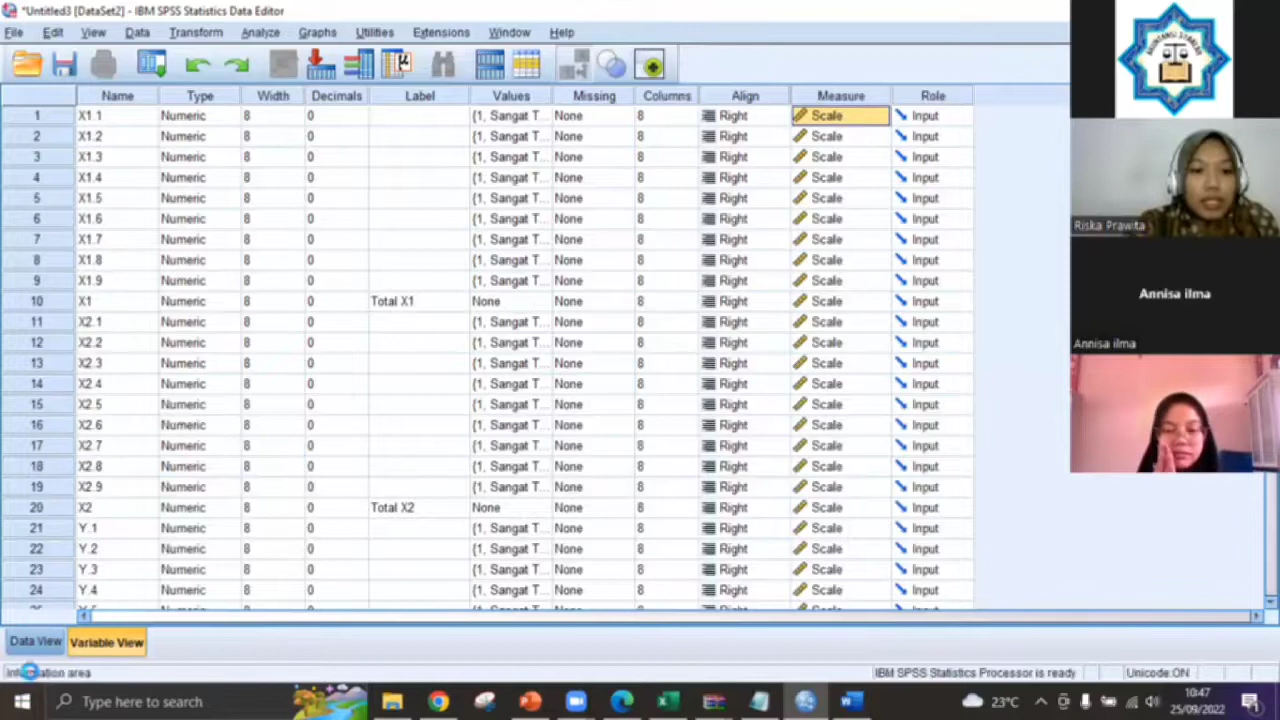 *Untitled3 [DataSet2] - IBM SPSS Statistics Data Editor
File Edit View Data Transform Analyze Graphs Utilities Extensions Window Help
Name Type Width Decimals Label Values Missing Columns Align Measure Role
1 X1.1 Numeric 8 0 {1, Sangat T... None 8 Right Scale Input
2 X1.2 Numeric 8 0 {1, Sangat T... None 8 Right Scale Input
3 X1.3 Numeric 8 0 {1, Sangat T... None 8 Right Scale Input
4 X1.4 Numeric 8 0 {1, Sangat T... None 8 Right Scale Input
5 X1.5 Numeric 8 0 {1, Sangat T... None 8 Right Scale Input
6 X1.6 Numeric 8 0 {1, Sangat T... None 8 Right Scale Input
7 X1.7 Numeric 8 0 {1, Sangat T... None 8 Right Scale Input
8 X1.8 Numeric 8 0 {1, Sangat T... None 8 Right Scale Input
9 X1.9 Numeric 8 0 {1, Sangat T... None 8 Right Scale Input
10 X1 Numeric 8 0 Total X1 None None 8 Right Scale Input
11 X2.1 Numeric 8 0 {1, Sangat T... None 8 Right Scale Input
12 X2.2 Numeric 8 0 {1, Sangat T... None 8 Right Scale Input
13 X2.3 Numeric 8 0 {1, Sangat T... None 8 Right Scale Input
14 X2.4 Numeric 8 0 {1, Sangat T... None 8 Right Scale Input
15 X2.5 Numeric 8 0 {1, Sangat T... None 8 Right Scale Input
16 X2.6 Numeric 8 0 {1, Sangat T... None 8 Right Scale Input
17 X2.7 Numeric 8 0 {1, Sangat T... None 8 Right Scale Input
18 X2.8 Numeric 8 0 {1, Sangat T... None 8 Right Scale Input
19 X2.9 Numeric 8 0 {1, Sangat T... None 8 Right Scale Input
20 X2 Numeric 8 0 Total X2 None None 8 Right Scale Input
21 Y.1 Numeric 8 0 {1, Sangat T... None 8 Right Scale Input
22 Y.2 Numeric 8 0 {1, Sangat T... None 8 Right Scale Input
23 Y.3 Numeric 8 0 {1, Sangat T... None 8 Right Scale Input
24 Y.4 Numeric 8 0 {1, Sangat T... None 8 Right Scale Input
Data View Variable View
Information area IBM SPSS Statistics Processor is ready Unicode:ON
Type here to search
23°C
10:47
25/09/2022
AKUNTANSI SYARIAH
Riska Prawita
Annisa ilma
Annisa ilma